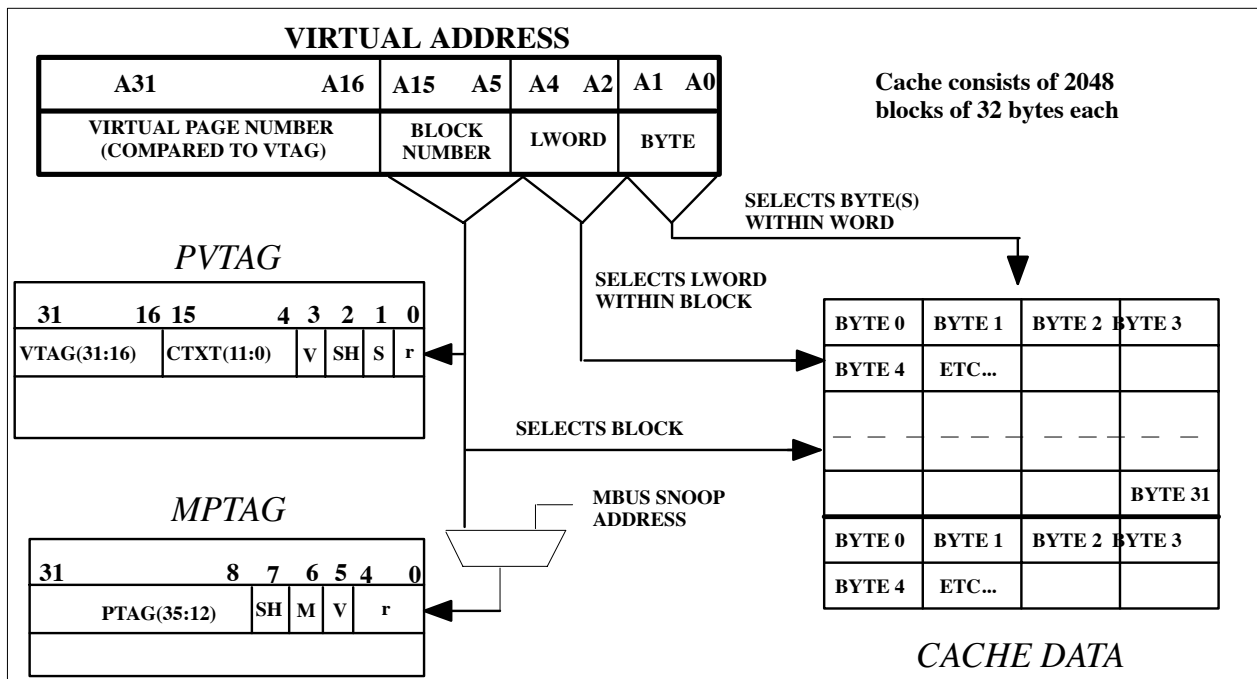 VIRTUAL ADDRESS
A31 A16 A15 A5 A4 A2 A1 A0
VIRTUAL PAGE NUMBER
(COMPARED TO VTAG)
BLOCK
NUMBER
LWORD
BYTE
Cache consists of 2048
blocks of 32 bytes each
SELECTS BYTE(S)
WITHIN WORD
PVTAG
31 16 15 4 3 2 1 0
VTAG(31:16) CTXT(11:0) V SH S r
SELECTS LWORD
WITHIN BLOCK
SELECTS BLOCK
MPTAG
31 8 7 6 5 4 0
PTAG(35:12) SH M V r
MBUS SNOOP
ADDRESS
BYTE 0 BYTE 1 BYTE 2 BYTE 3
BYTE 4 ETC...
BYTE 31
BYTE 0 BYTE 1 BYTE 2 BYTE 3
BYTE 4 ETC...
CACHE DATA